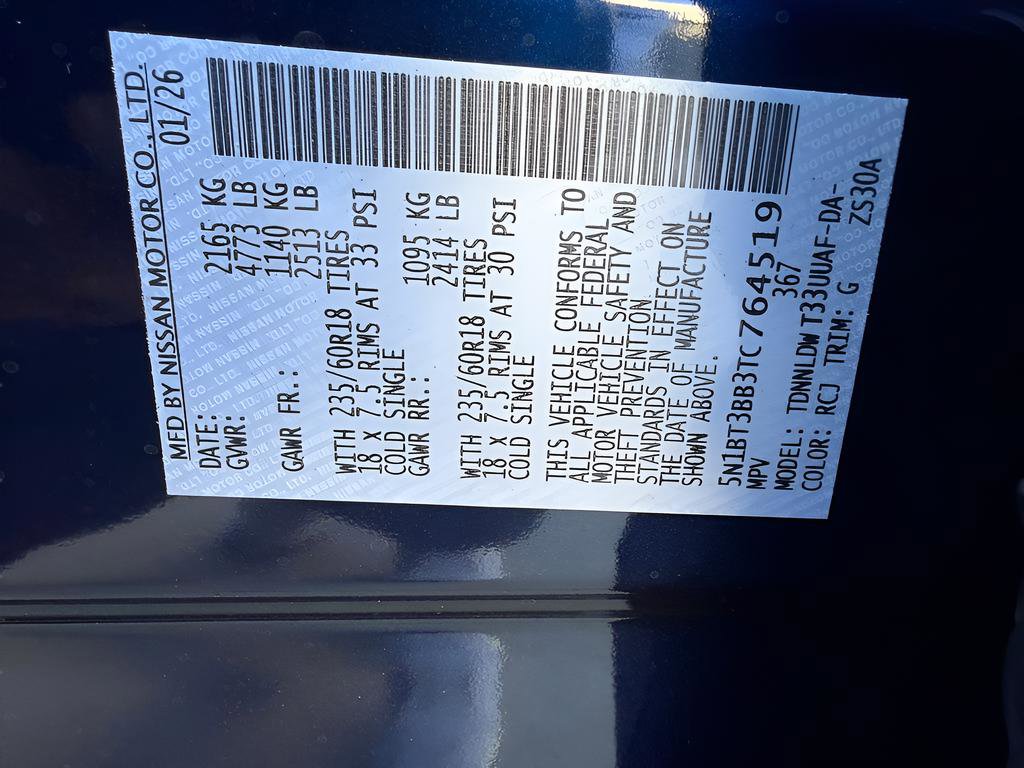 MFD BY NISSAN MOTOR CO., LTD.
DATE: 01/26
GVWR: 2165 KG
4773 LB
GAWR FR.: 1140 KG
2513 LB
WITH 235/60R18 TIRES
18 X 7.5 RIMS AT 33 PSI
COLD SINGLE
GAWR RR.: 1095 KG
2414 LB
WITH 235/60R18 TIRES
18 X 7.5 RIMS AT 30 PSI
COLD SINGLE
THIS VEHICLE CONFORMS TO
ALL APPLICABLE FEDERAL
MOTOR VEHICLE SAFETY AND
THEFT PREVENTION
STANDARDS IN EFFECT ON
THE DATE OF MANUFACTURE
SHOWN ABOVE.
5N1BT3BB3TC764519
MPV 367
MODEL: TDNNLDW T33UUAF-DA-
COLOR: RCJ TRIM: G ZS30A